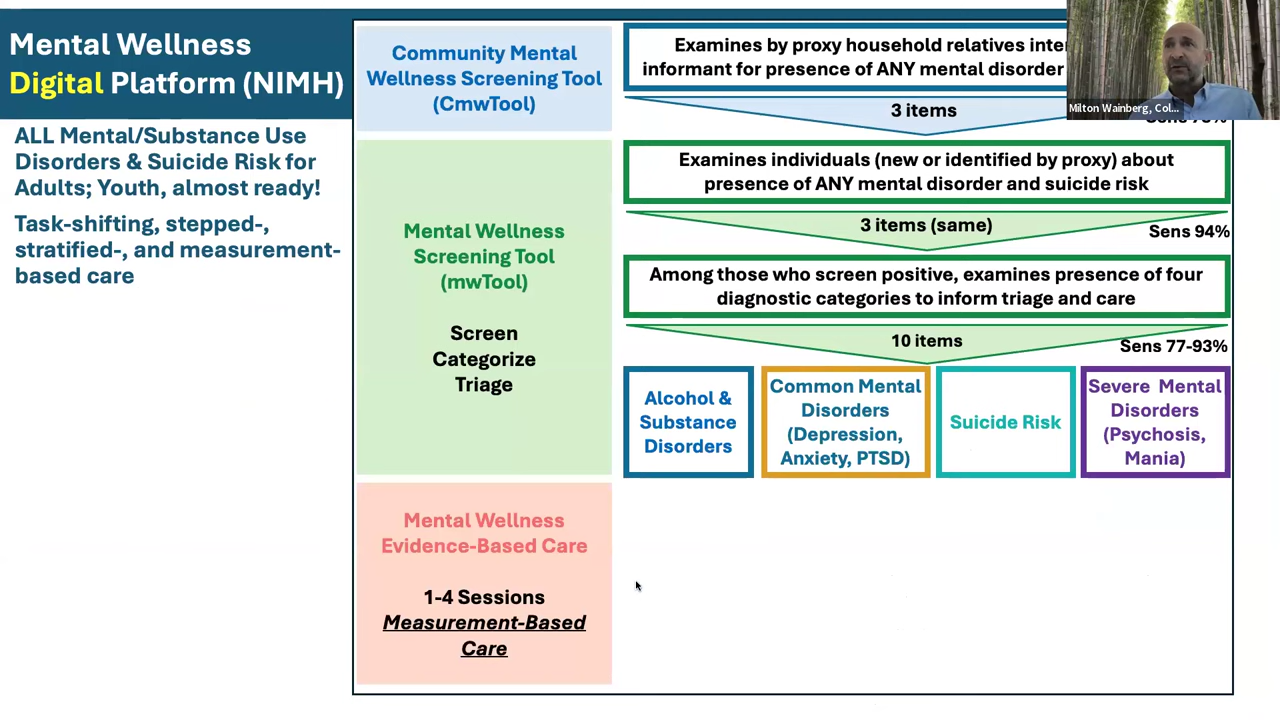 Mental Wellness
Digital Platform (NIMH)
ALL Mental/Substance Use
Disorders & Suicide Risk for
Adults; Youth, almost ready!
Task-shifting, stepped-,
stratified-, and measurement-
based care
Community Mental
Wellness Screening Tool
(CmwTool)
Examines by proxy household relatives
informant for presence of ANY mental disorder
3 items
Milton Wainberg, Col...
Mental Wellness
Screening Tool
(mwTool)
Screen
Categorize
Triage
Examines individuals (new or identified by proxy) about
presence of ANY mental disorder and suicide risk
3 items (same)
Sens 94%
Among those who screen positive, examines presence of four
diagnostic categories to inform triage and care
10 items
Sens 77-93%
Alcohol &
Substance
Disorders
Common Mental
Disorders
(Depression,
Anxiety, PTSD)
Suicide Risk
Severe Mental
Disorders
(Psychosis,
Mania)
Mental Wellness
Evidence-Based Care
1-4 Sessions
Measurement-Based
Care